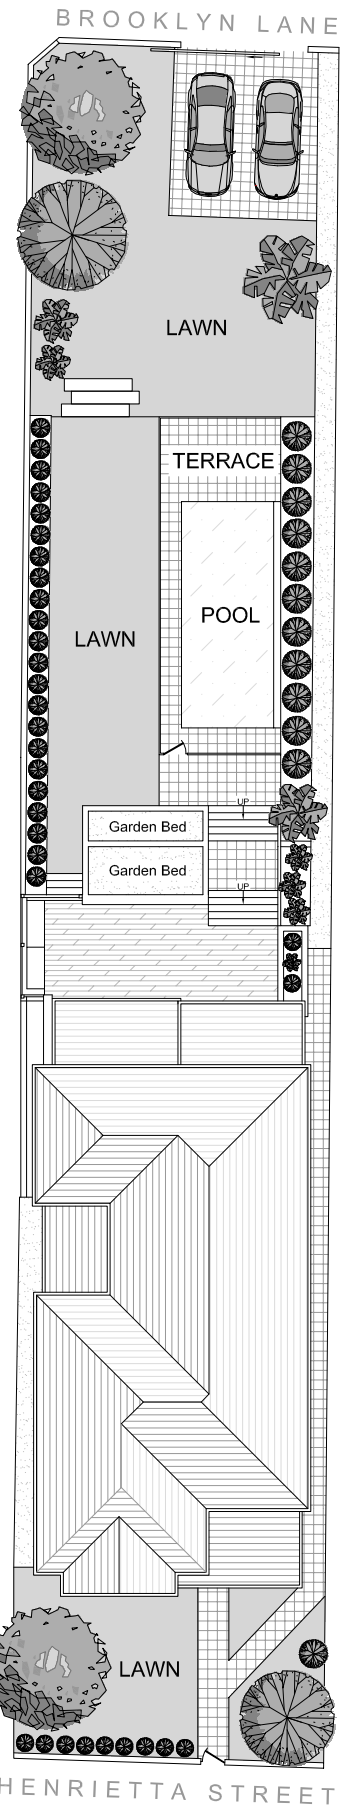 BROOKLYN LANE
LAWN
TERRACE
POOL
LAWN
UP
Garden Bed
Garden Bed
UP
LAWN
HENRIETTA STREET